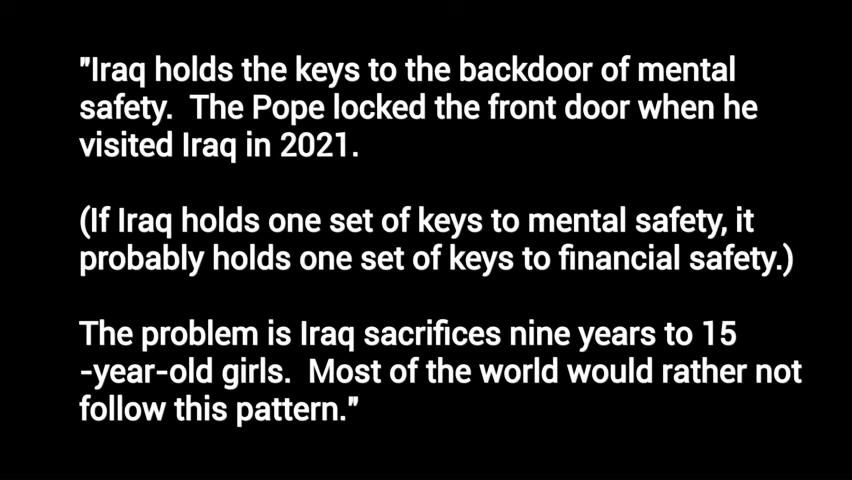 "Iraq holds the keys to the backdoor of mental
safety.  The Pope locked the front door when he
visited Iraq in 2021.
(If Iraq holds one set of keys to mental safety, it
probably holds one set of keys to financial safety.)
The problem is Iraq sacrifices nine years to 15
-year-old girls.  Most of the world would rather not
follow this pattern."